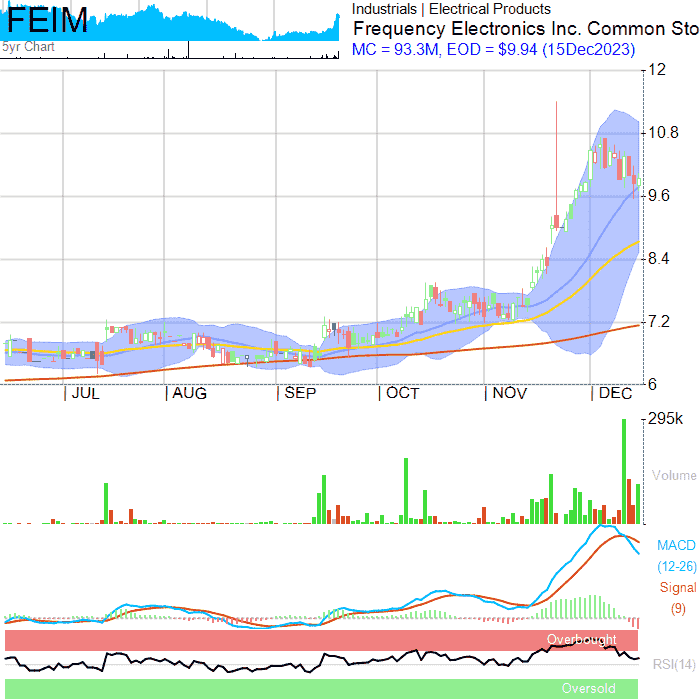 FEIM
5yr Chart
Industrials | Electrical Products
Frequency Electronics Inc. Common Sto
MC = 93.3M, EOD = $9.94 (15Dec2023)
12
10.8
9.6
8.4
7.2
6
JUL AUG SEP OCT NOV DEC
295k
Volume
MACD
(12-26)
Signal
(9)
Overbought
RSI(14)
Oversold